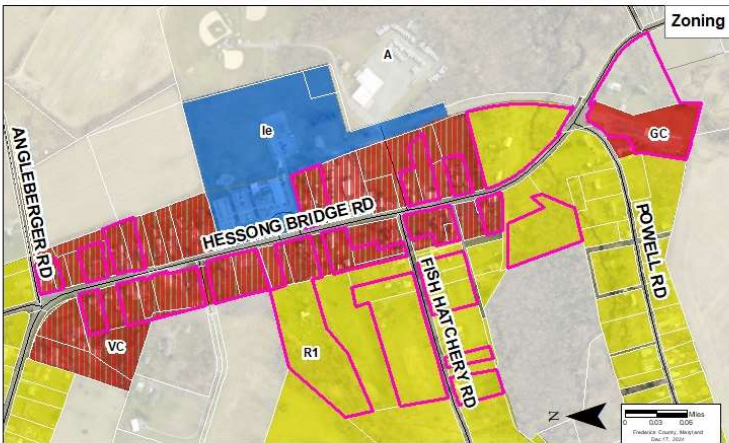 Zoning
A
Ie
GC
ANGLEBERGER RD
HESSONG BRIDGE RD
POWELL RD
FISH HATCHERY RD
VC
R1
N
Miles
0 0.03 0.06
Frederick County, Maryland
Dec 17, 2024